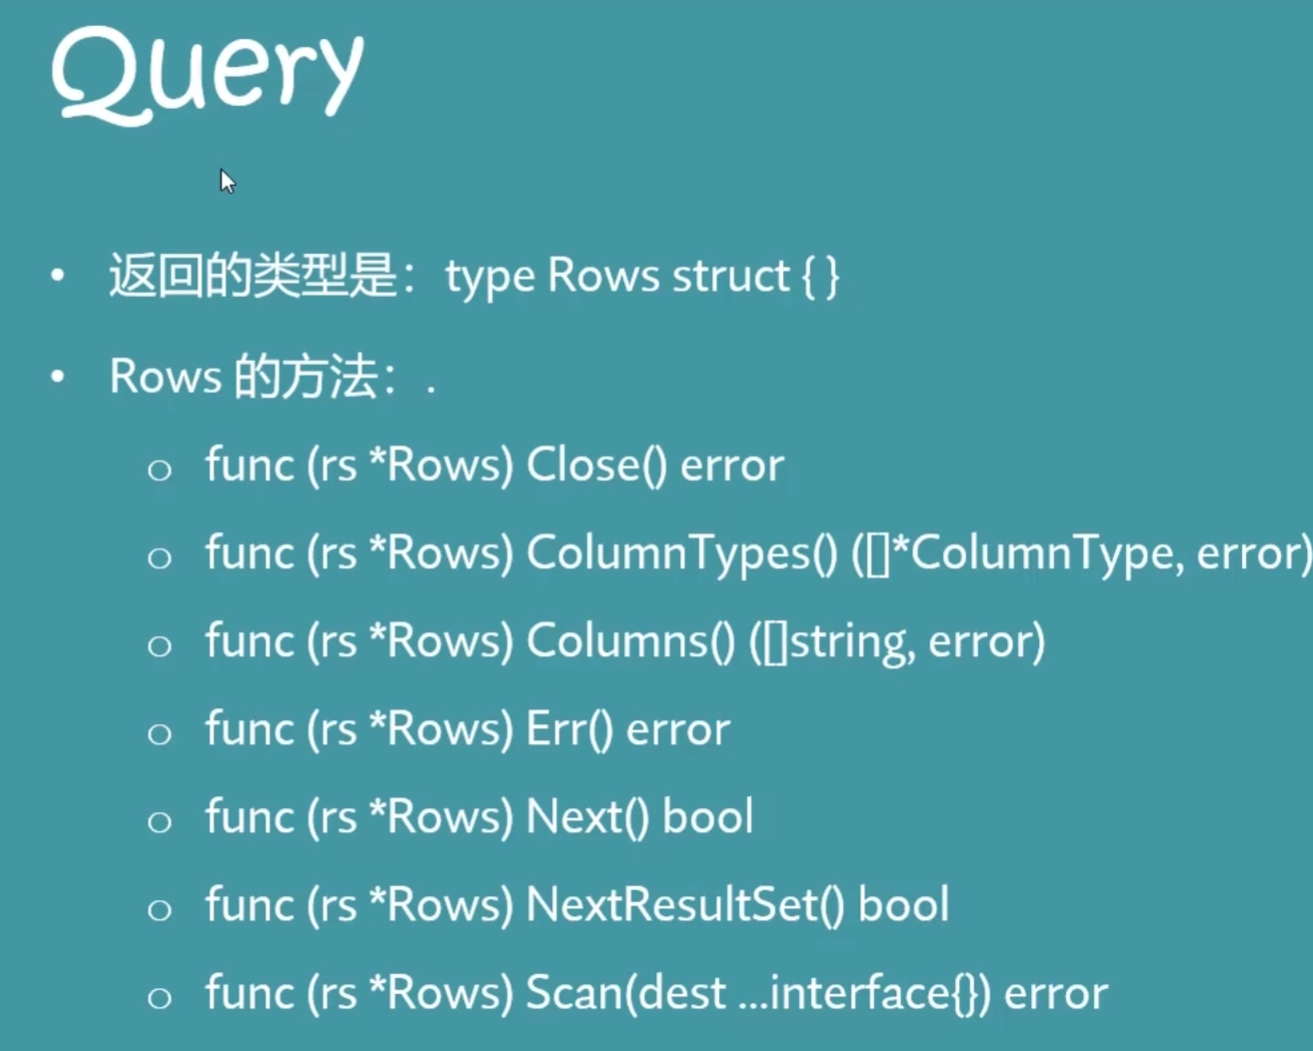 Query
• 返回的类型是：type Rows struct { }
• Rows 的方法：.
o func (rs *Rows) Close() error
o func (rs *Rows) ColumnTypes() ([]*ColumnType, error)
o func (rs *Rows) Columns() ([]string, error)
o func (rs *Rows) Err() error
o func (rs *Rows) Next() bool
o func (rs *Rows) NextResultSet() bool
o func (rs *Rows) Scan(dest ...interface{}) error